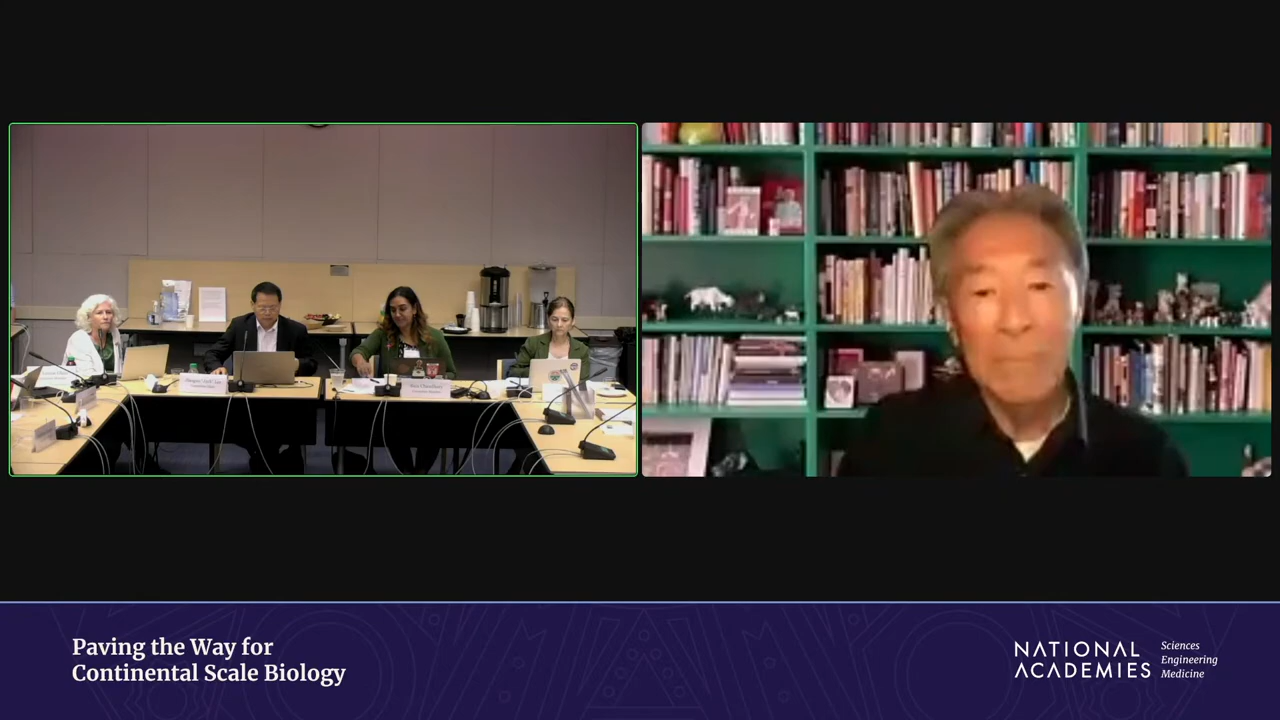 Paving the Way for
Continental Scale Biology
NATIONAL
ACADEMIES
Sciences
Engineering
Medicine